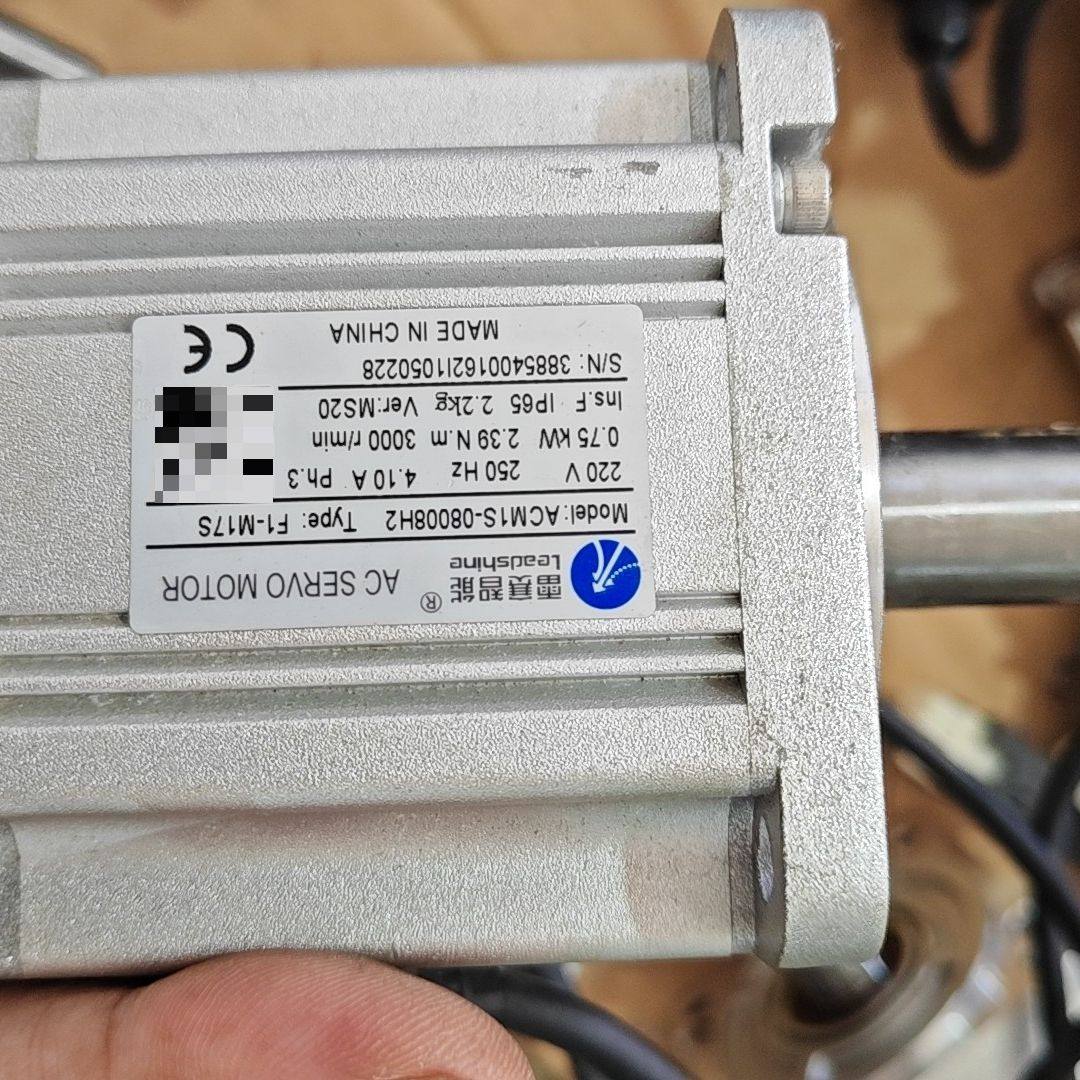 雷赛智能 ®
Leadshine
AC SERVO MOTOR
Model: ACM1S-08008H2 Type: F1-M17S
220 V 250 Hz 4.10 A Ph.3
0.75 kW 2.39 N.m 3000 r/min
Ins.F IP65 2.2kg Ver:MS20
S/N: 3885400162I1050228
MADE IN CHINA
CE